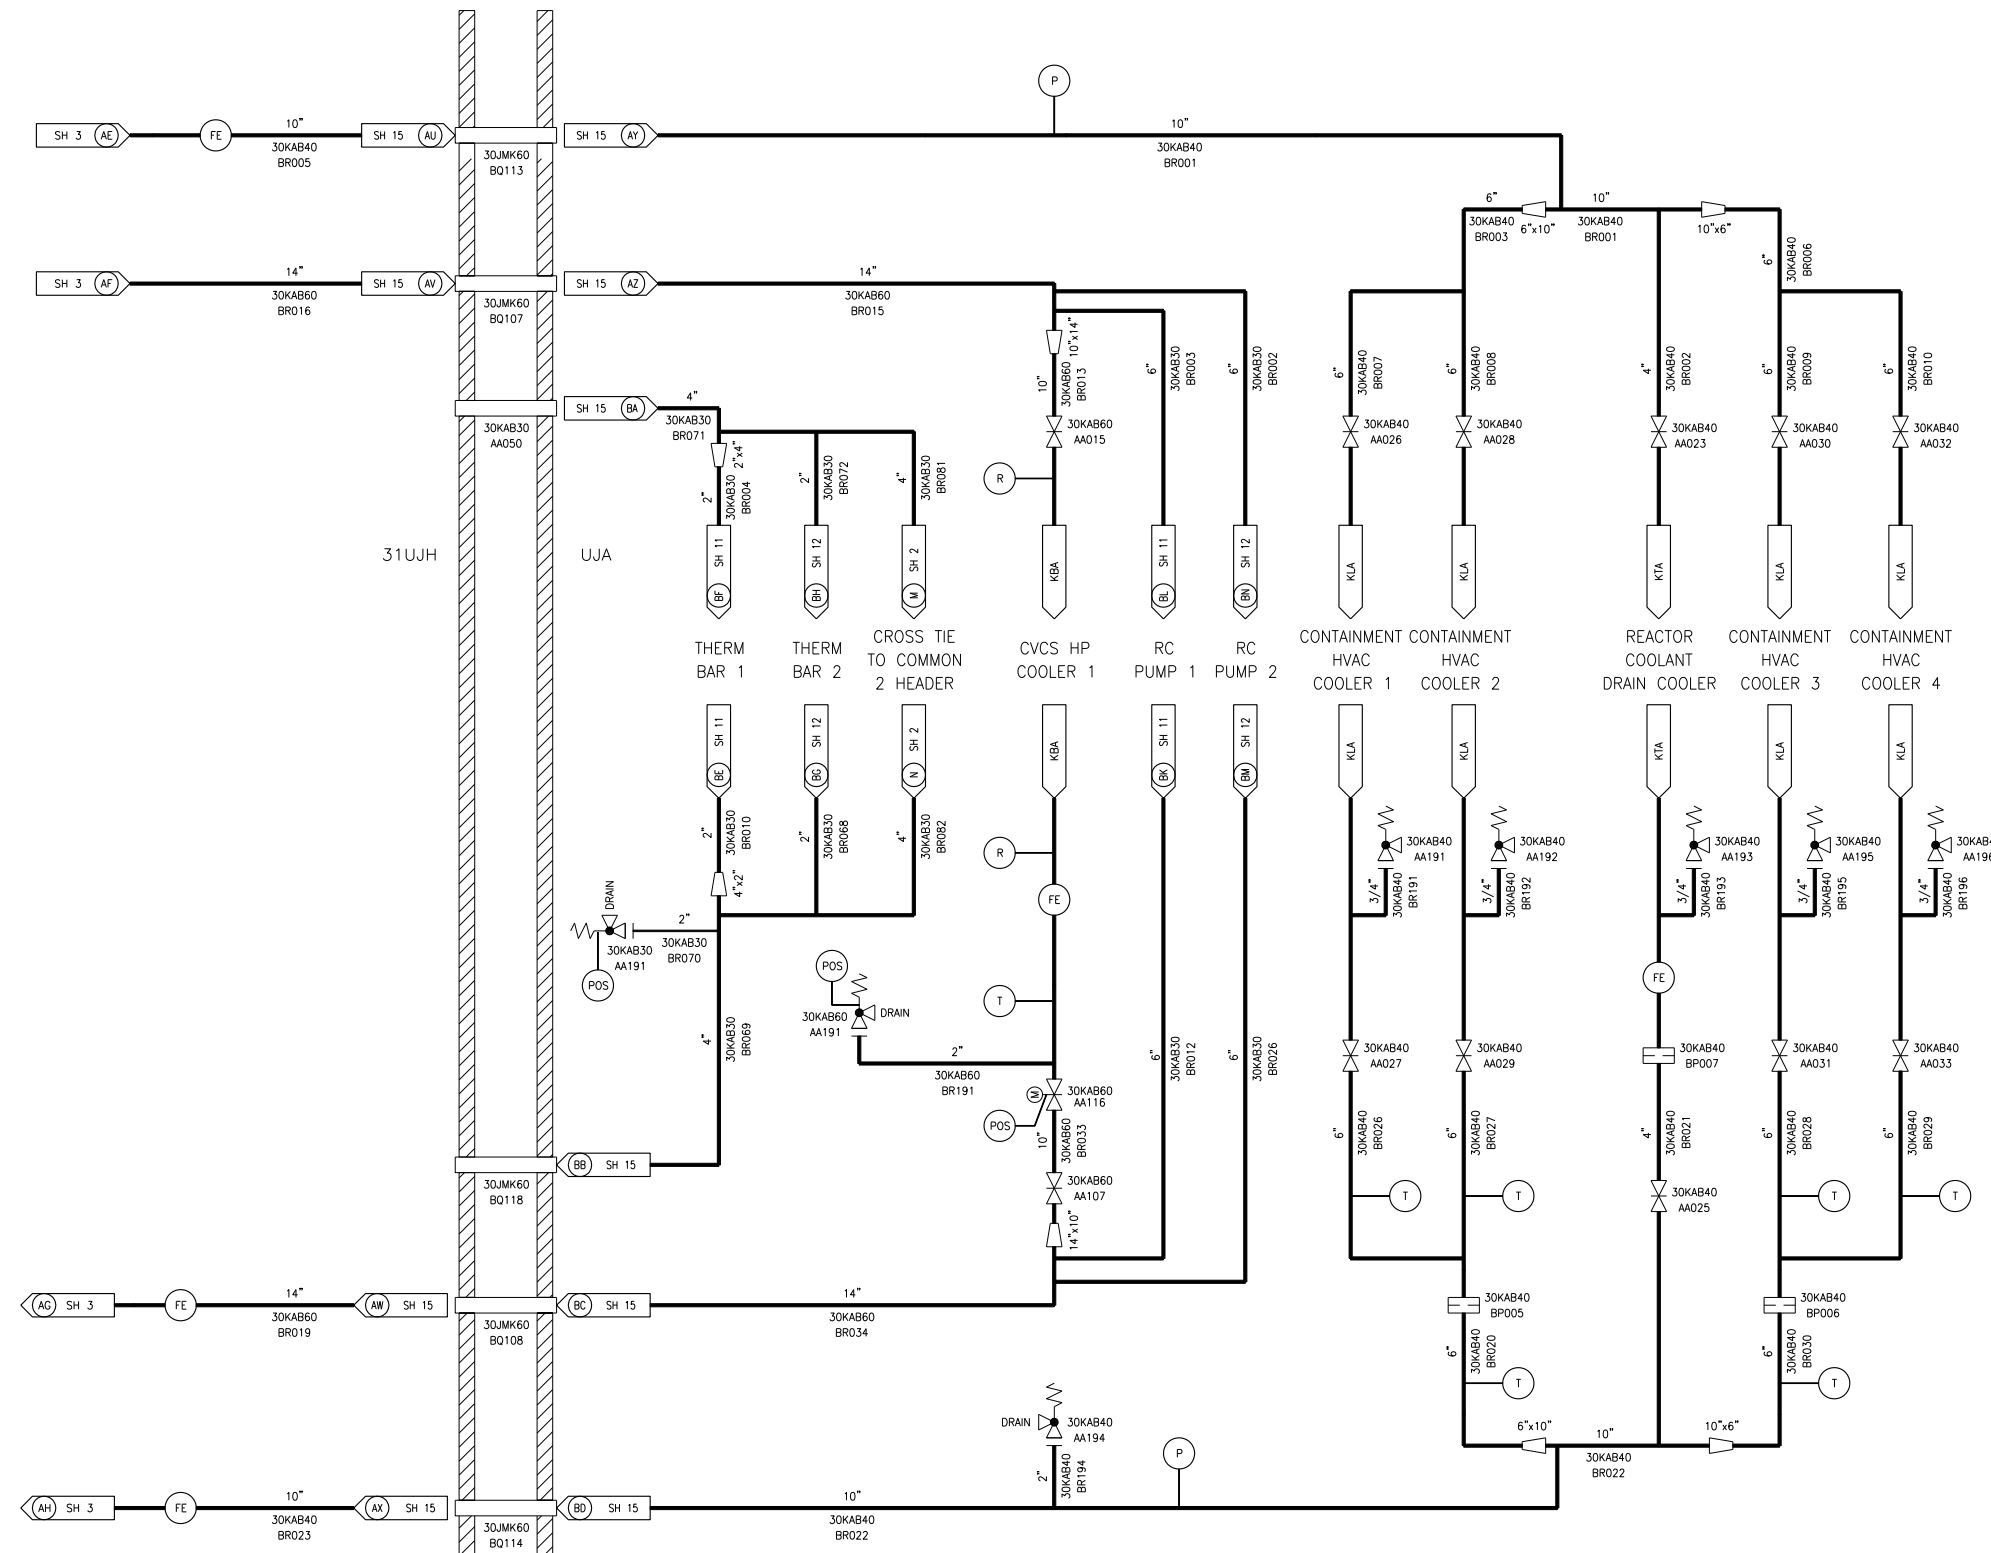 P
SH 3 AE
FE
10"
30KAB40
BR005
SH 15 AU
30JMK60
BQ113
SH 15 AY
10"
30KAB40
BR001
6"
30KAB40
BR003
6"x10"
10"
30KAB40
BR001
10"x6"
6"
30KAB40
BR006
SH 3 AF
14"
30KAB60
BR016
SH 15 AV
30JMK60
BQ107
SH 15 AZ
14"
30KAB60
BR015
10"x14"
10"
30KAB60
BR013
6"
30KAB30
BR003
6"
30KAB30
BR002
6"
30KAB40
BR007
6"
30KAB40
BR008
4"
30KAB40
BR002
6"
30KAB40
BR009
6"
30KAB40
BR010
30KAB30
AA050
SH 15 BA
4"
30KAB30
BR071
2"x4"
2"
30KAB30
BR004
2"
30KAB30
BR072
4"
30KAB30
BR081
30KAB60
AA015
R
30KAB40
AA026
30KAB40
AA028
30KAB40
AA023
30KAB40
AA030
30KAB40
AA032
31UJH
UJA
SH 11
BF
SH 12
BH
SH 2
M
KBA
SH 11
BL
SH 12
BN
KLA
KLA
KTA
KLA
KLA
THERM
BAR 1
THERM
BAR 2
CROSS TIE
TO COMMON
2 HEADER
CVCS HP
COOLER 1
RC
PUMP 1
RC
PUMP 2
CONTAINMENT
HVAC
COOLER 1
CONTAINMENT
HVAC
COOLER 2
REACTOR
COOLANT
DRAIN COOLER
CONTAINMENT
HVAC
COOLER 3
CONTAINMENT
HVAC
COOLER 4
SH 11
BE
SH 12
BG
SH 2
N
KBA
SH 11
BK
SH 12
BM
KLA
KLA
KTA
KLA
KLA
2"
30KAB30
BR010
2"
30KAB30
BR068
4"
30KAB30
BR082
4"x2"
R
FE
30KAB40
AA191
3/4"
30KAB40
BR191
30KAB40
AA192
3/4"
30KAB40
BR192
30KAB40
AA193
3/4"
30KAB40
BR193
30KAB40
AA195
3/4"
30KAB40
BR195
AA196
3/4"
30KAB40
BR196
DRAIN
30KAB30
AA191
POS
2"
30KAB30
BR070
4"
30KAB30
BR069
POS
30KAB60
AA191
DRAIN
T
2"
30KAB60
BR191
M
30KAB60
AA116
POS
10"
30KAB60
BR033
30KAB60
AA107
14"x10"
6"
30KAB30
BR012
6"
30KAB30
BR026
FE
30KAB40
AA027
30KAB40
AA029
30KAB40
BP007
30KAB40
AA031
30KAB40
AA033
6"
30KAB40
BR026
6"
30KAB40
BR027
4"
30KAB40
BR021
6"
30KAB40
BR028
6"
30KAB40
BR029
T
T
30KAB40
AA025
T
T
30JMK60
BQ118
BB SH 15
AG SH 3
FE
14"
30KAB60
BR019
AW SH 15
30JMK60
BQ108
BC SH 15
14"
30KAB60
BR034
30KAB40
BP005
6"
30KAB40
BR020
T
30KAB40
BP006
6"
30KAB40
BR030
T
DRAIN
30KAB40
AA194
2"
30KAB40
BR194
P
6"x10"
10"
30KAB40
BR022
10"x6"
AH SH 3
FE
10"
30KAB40
BR023
AX SH 15
30JMK60
BQ114
BD SH 15
10"
30KAB40
BR022